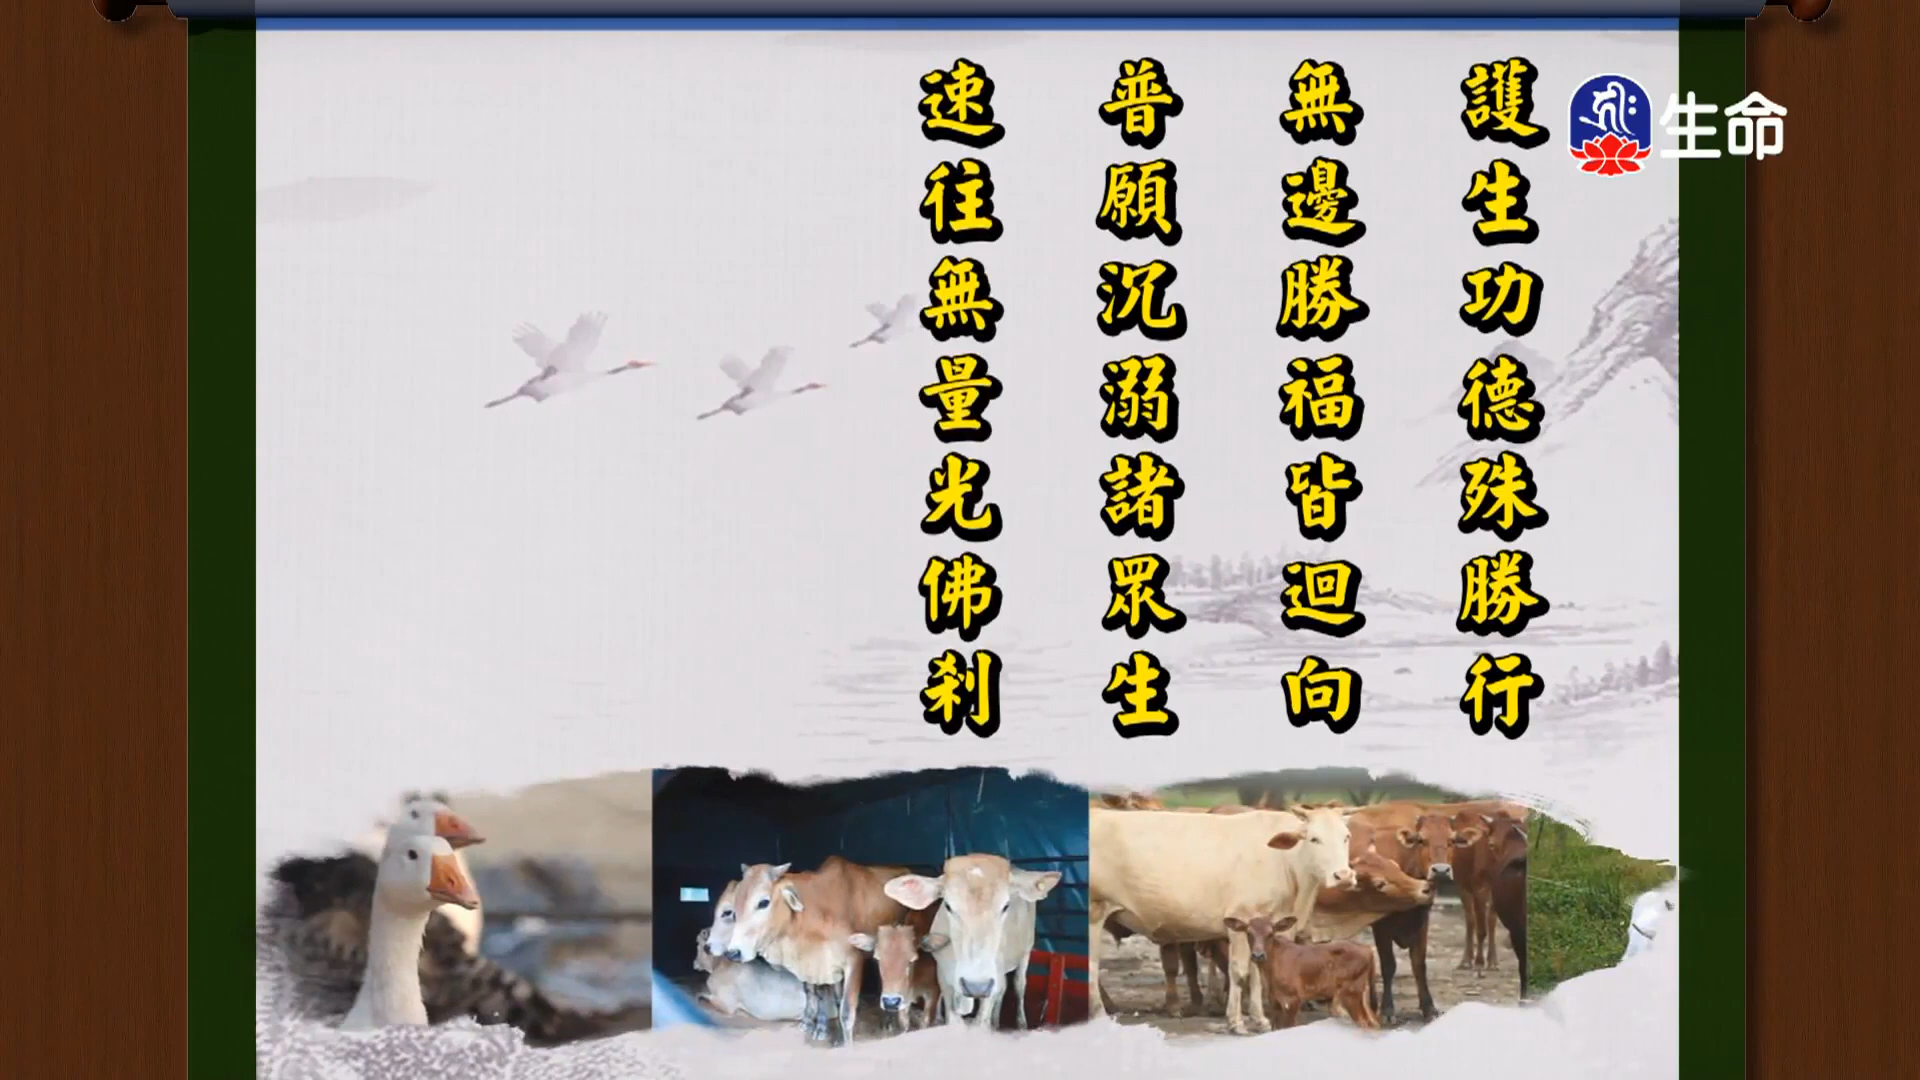 護生功德殊勝行
無邊勝福皆迴向
普願沉溺諸眾生
速往無量光佛剎
生命